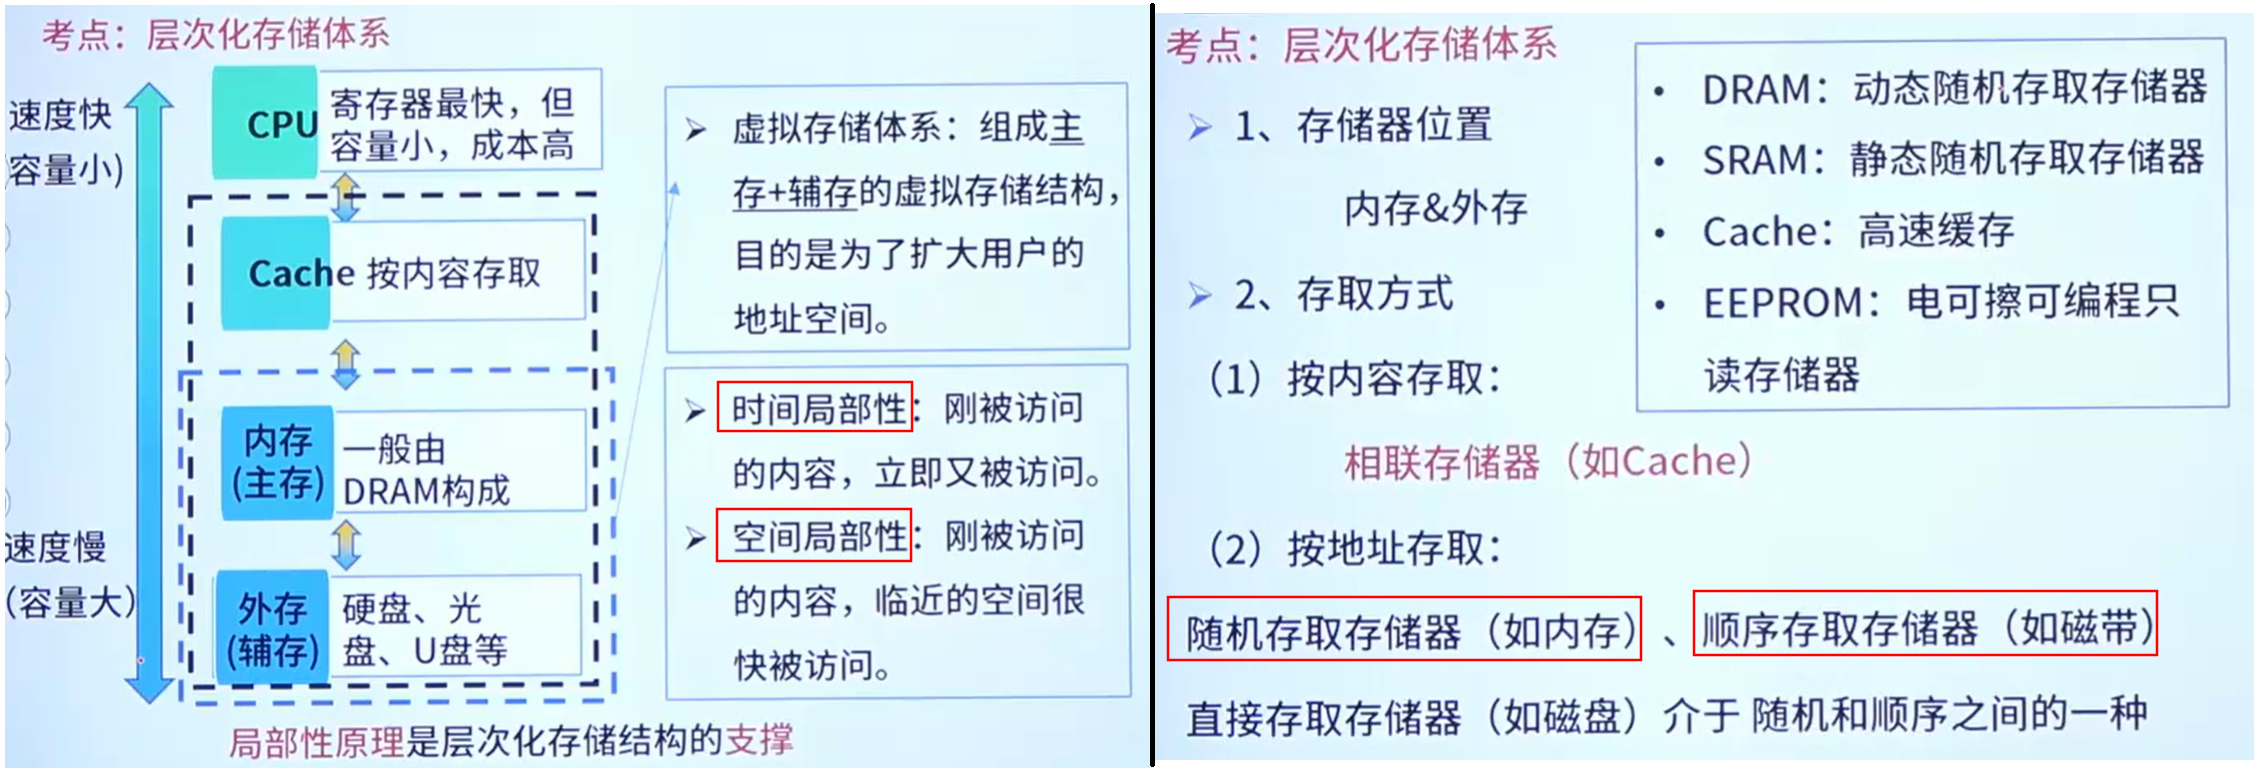 考点：层次化存储体系
速度快
(容量小)
CPU
寄存器最快，但
容量小，成本高
Cache 按内容存取
内存
(主存)
一般由
DRAM构成
外存
(辅存)
硬盘、光
盘、U盘等
速度慢
（容量大）
虚拟存储体系：组成主
存+辅存的虚拟存储结构，
目的是为了扩大用户的
地址空间。
时间局部性：刚被访问
的内容，立即又被访问。
空间局部性：刚被访问
的内容，临近的空间很
快被访问。
局部性原理是层次化存储结构的支撑
考点：层次化存储体系
1、存储器位置
内存&外存
2、存取方式
（1）按内容存取：
相联存储器（如Cache）
（2）按地址存取：
随机存取存储器（如内存）、顺序存取存储器（如磁带）
直接存取存储器（如磁盘）介于 随机和顺序之间的一种
• DRAM：动态随机存取存储器
• SRAM：静态随机存取存储器
• Cache：高速缓存
• EEPROM：电可擦可编程只
读存储器